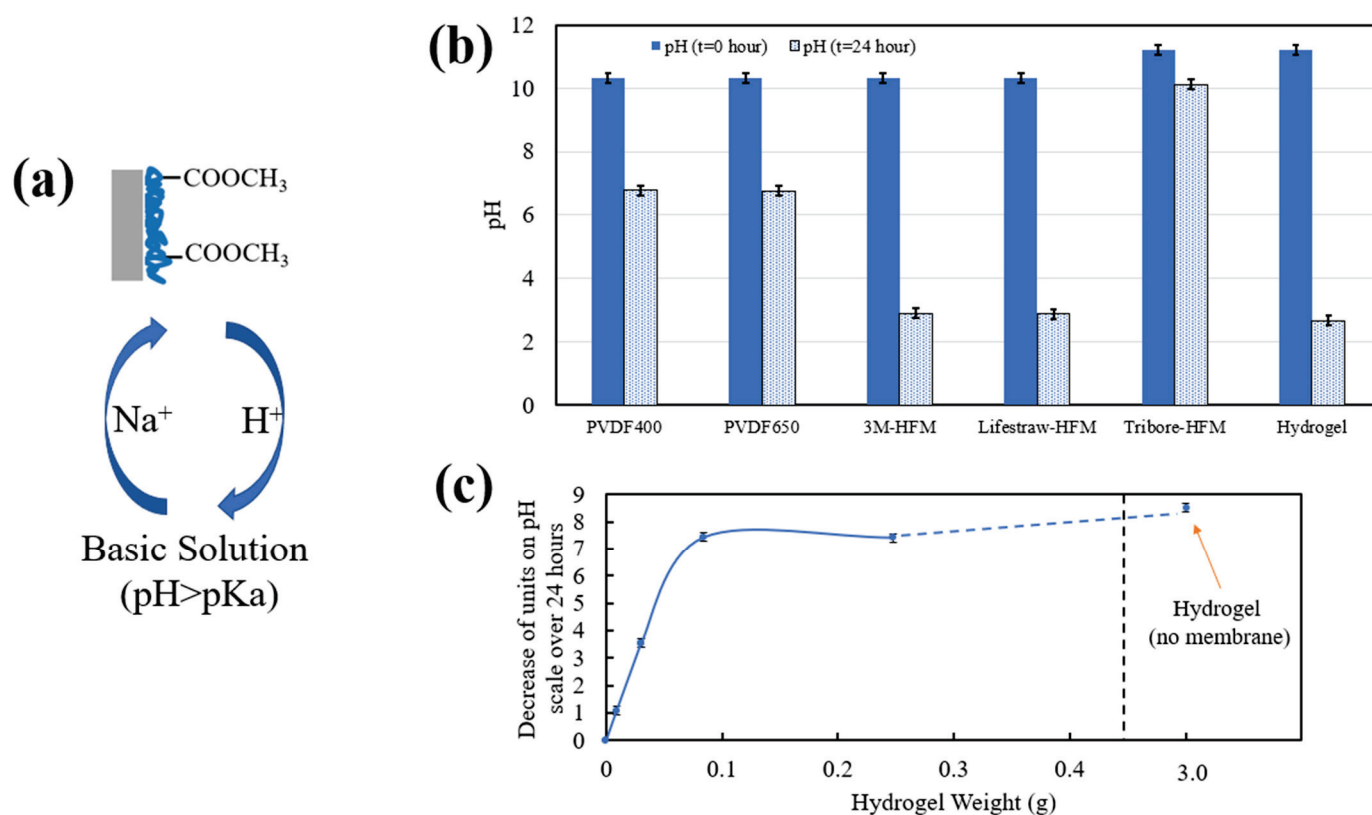 (a)
COOCH₃
COOCH₃
Na⁺
H⁺
Basic Solution
(pH>pKa)
(b)
pH (t=0 hour)
pH (t=24 hour)
pH
12
10
8
6
4
2
0
PVDF400
PVDF650
3M-HFM
Lifestraw-HFM
Tribore-HFM
Hydrogel
(c)
Decrease of units on pH
scale over 24 hours
9
8
7
6
5
4
3
2
1
0
Hydrogel
(no membrane)
0
0.1
0.2
0.3
0.4
3.0
Hydrogel Weight (g)